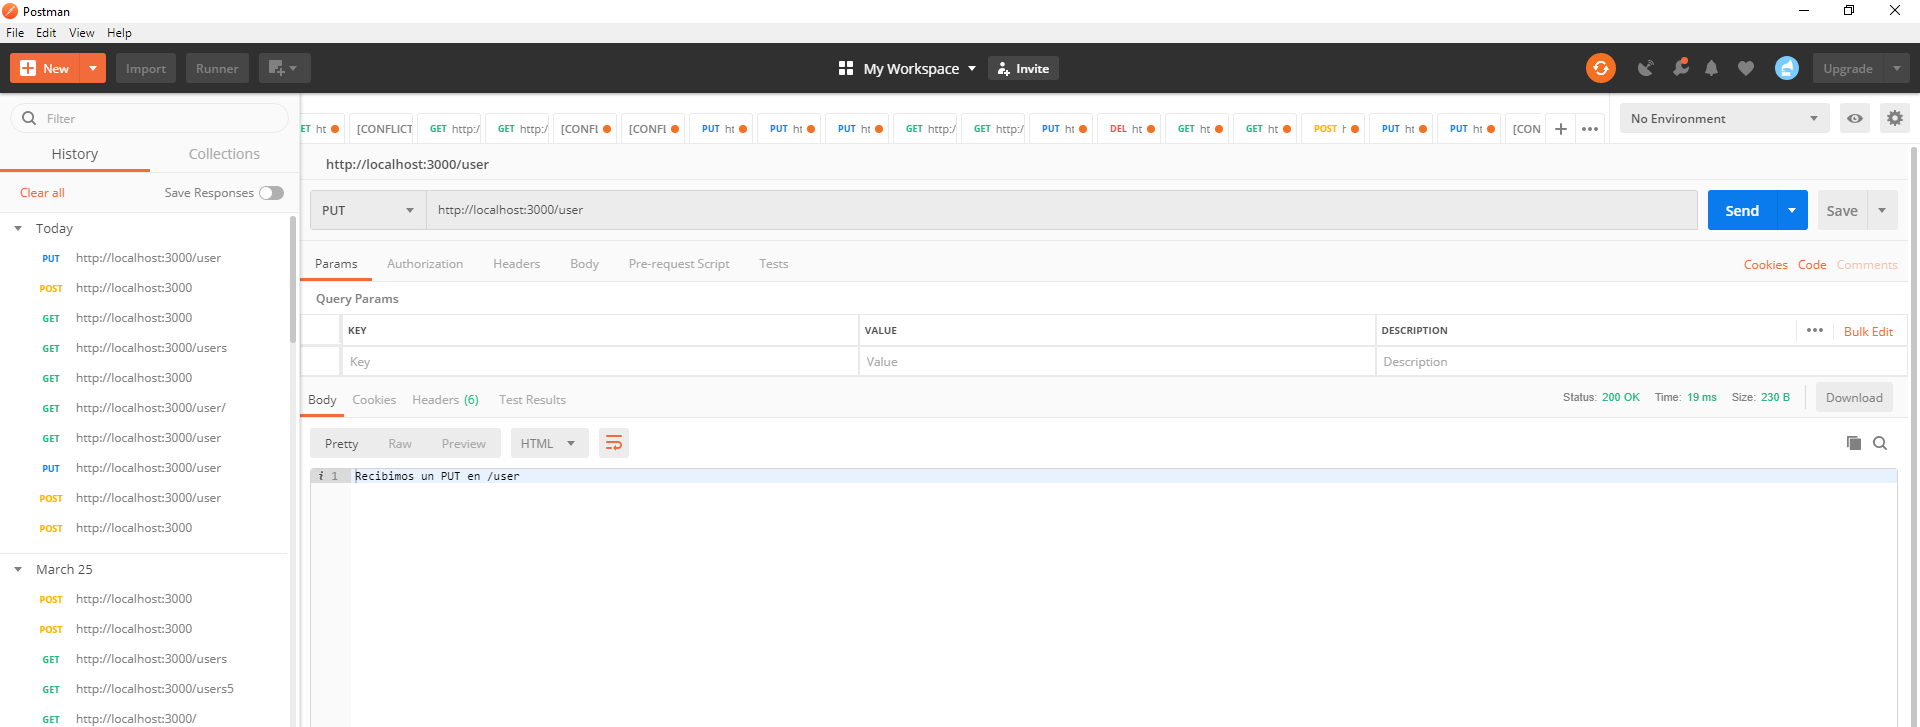 Postman
File Edit View Help
New Import Runner My Workspace Invite Upgrade
Filter
History Collections
Clear all Save Responses
Today
PUT http://localhost:3000/user
POST http://localhost:3000
GET http://localhost:3000
GET http://localhost:3000/users
GET http://localhost:3000
GET http://localhost:3000/user/
GET http://localhost:3000/user
PUT http://localhost:3000/user
POST http://localhost:3000/user
POST http://localhost:3000
March 25
POST http://localhost:3000
POST http://localhost:3000
GET http://localhost:3000/users
GET http://localhost:3000/users5
GET http://localhost:3000/
ET ht [CONFLICT GET http:/ GET http:/ [CONFL [CONFL PUT ht PUT ht PUT ht GET http:/ GET http:/ PUT ht DEL ht GET ht GET ht POST h PUT ht PUT ht [CON
No Environment
http://localhost:3000/user
PUT http://localhost:3000/user Send Save
Params Authorization Headers Body Pre-request Script Tests Cookies Code Comments
Query Params
KEY VALUE DESCRIPTION Bulk Edit
Key Value Description
Body Cookies Headers (6) Test Results Status: 200 OK Time: 19 ms Size: 230 B Download
Pretty Raw Preview HTML
i 1 Recibimos un PUT en /user